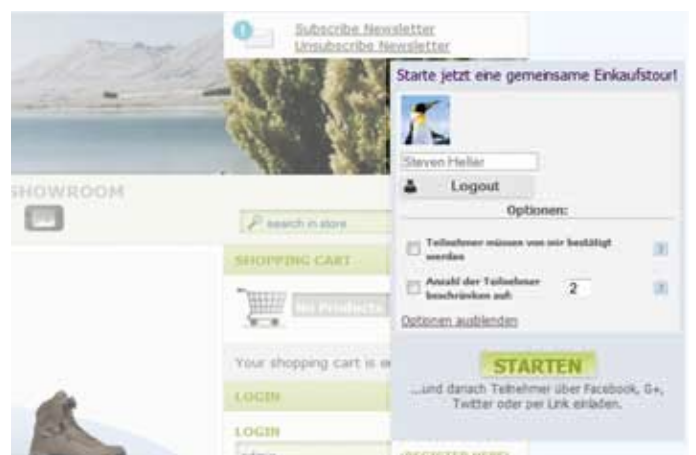 Subscribe Newsletter
Unsubscribe Newsletter
Starte jetzt eine gemeinsame Einkaufstour!
Steven Heller
Logout
Optionen:
SHOWROOM
search in store
Teilnehmer müssen von mir bestätigt
werden
SHOPPING CART
Anzahl der Teilnehmer
beschränken auf: 2
No Products
Optionen ausblenden
Your shopping cart is
STARTEN
...und danach Teilnehmer über Facebook, G+,
Twitter oder per Link einladen.
LOGIN
LOGIN
admin
REGISTER HERE!